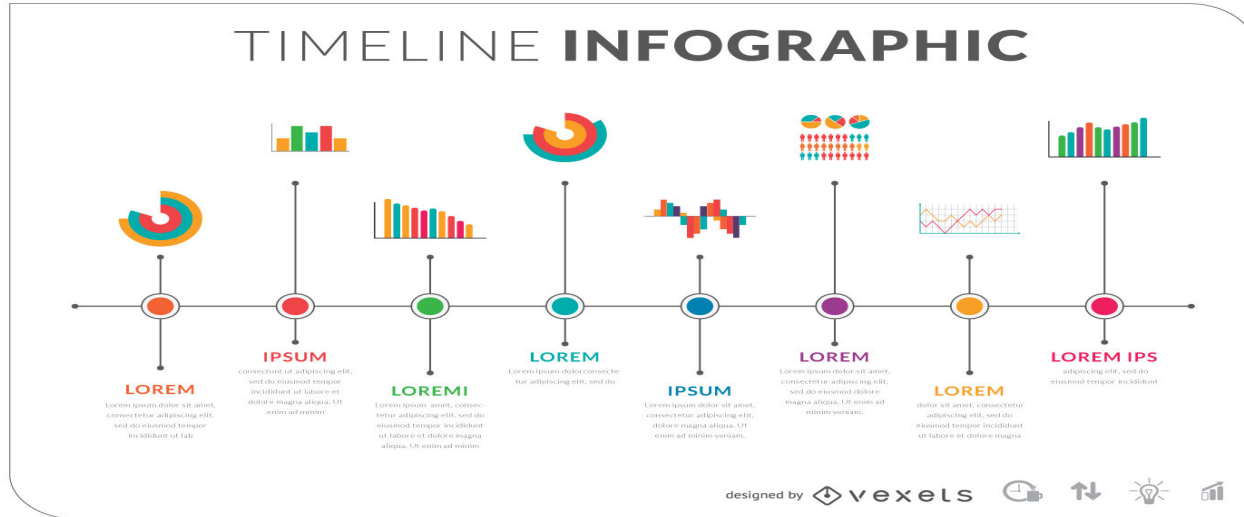 TIMELINE INFOGRAPHIC
LOREM
Lorem ipsum dolor sit amet,
consectetur adipiscing elit,
sed do eiusmod tempor
incididunt ut lab
IPSUM
consectunt ut adipiscing elit,
sed do eiusmod tempor
incididunt ut labore et
dolore magna aliqua. Ut
enim ad minim
LOREMI
Lorem ipsum amet, consec-
tetur adipiscing elit, sed do
eiusmod tempor incididunt
ut labore et dolore magna
aliqua. Ut enim ad minim
LOREM
Lorem ipsum dolorconsecte-
tur adipiscing elit, sed do
IPSUM
Lorem ipsum dolor sit amet,
consectetur adipiscing elit,
dolore magna aliqua. Ut
enim ad minim veniam,
LOREM
Lorem ipsum dolor sit amet,
consectetur adipiscing elit,
sed do eiusmod dolore
magna aliqua. Ut enim ad
minim veniam,
LOREM
dolor sit amet, consectetur
adipiscing elit, sed do
eiusmod tempor incididunt
ut labore et dolore magna
LOREM IPS
adipiscing elit, sed do
eiusmod tempor incididunt
designed by vexels